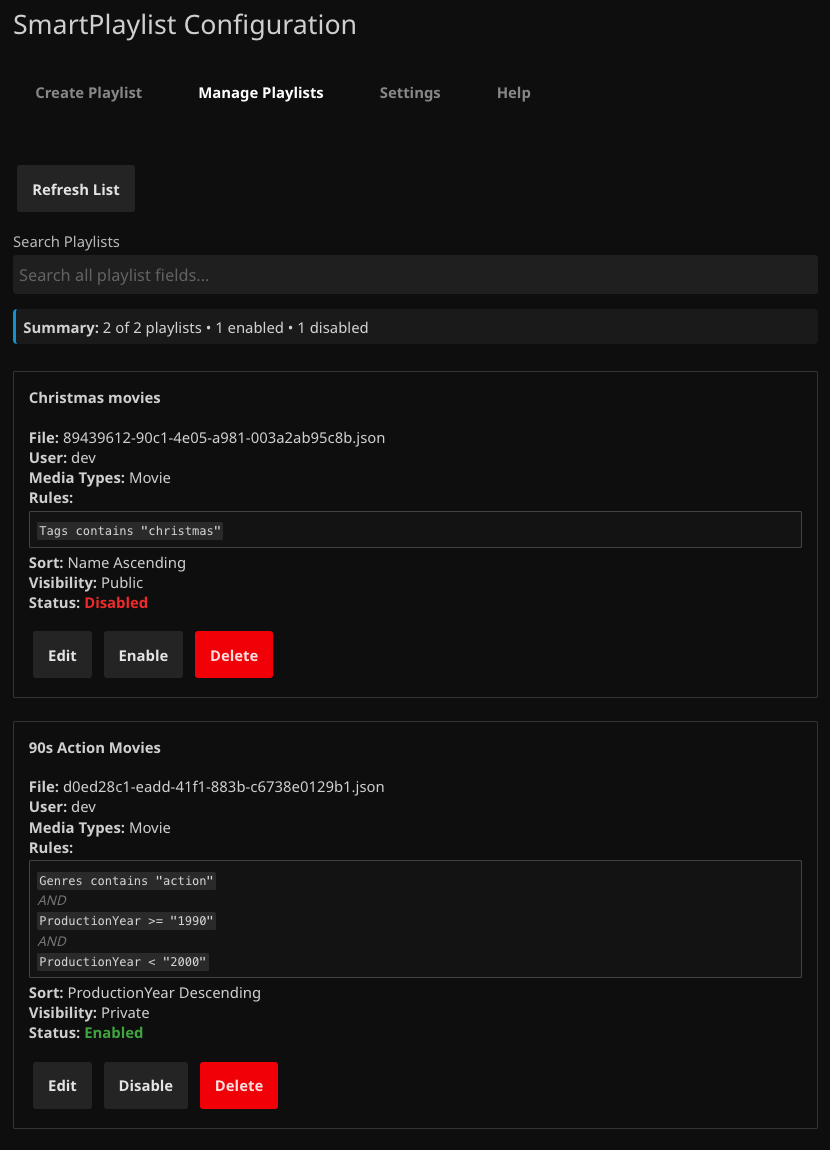 SmartPlaylist Configuration
Create Playlist Manage Playlists Settings Help
Refresh List
Search Playlists
Search all playlist fields...
Summary: 2 of 2 playlists • 1 enabled • 1 disabled
Christmas movies
File: 89439612-90c1-4e05-a981-003a2ab95c8b.json
User: dev
Media Types: Movie
Rules:
Tags contains "christmas"
Sort: Name Ascending
Visibility: Public
Status: Disabled
Edit Enable Delete
90s Action Movies
File: d0ed28c1-eadd-41f1-883b-c6738e0129b1.json
User: dev
Media Types: Movie
Rules:
Genres contains "action"
AND
ProductionYear >= "1990"
AND
ProductionYear < "2000"
Sort: ProductionYear Descending
Visibility: Private
Status: Enabled
Edit Disable Delete